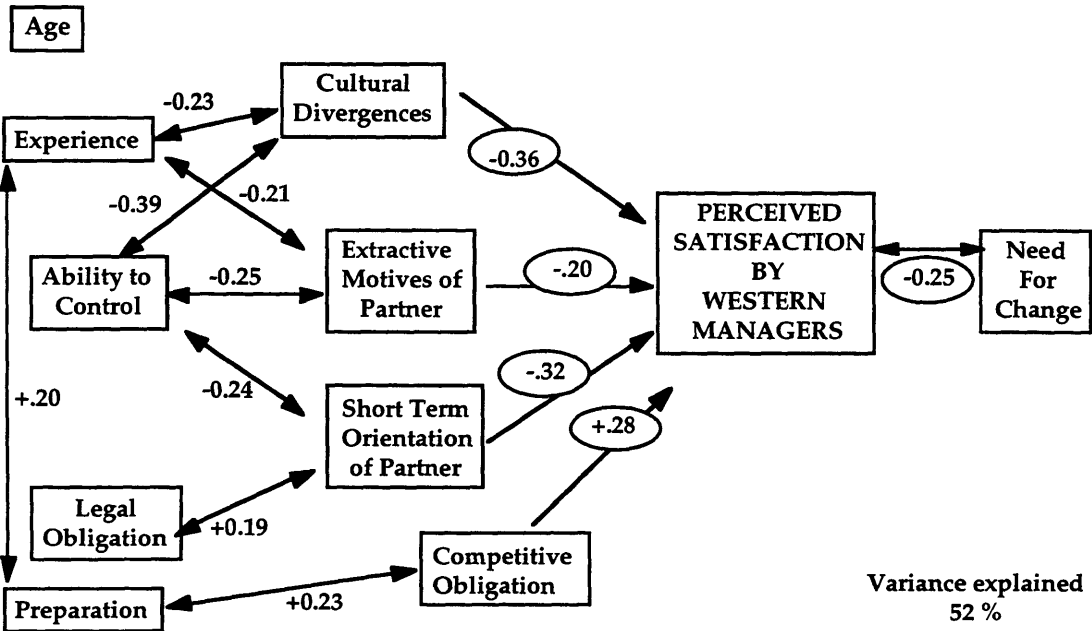 Age
Cultural
Divergences
-0.23
Experience
-0.36
-0.39
-0.21
PERCEIVED
SATISFACTION
BY
WESTERN
MANAGERS
Ability to
Control
-0.25
Extractive
Motives of
Partner
-.20
Need
For
Change
-0.25
-0.24
-.32
+.20
Short Term
Orientation
of Partner
+.28
Legal
Obligation
+0.19
Competitive
Obligation
Preparation
+0.23
Variance explained
52 %